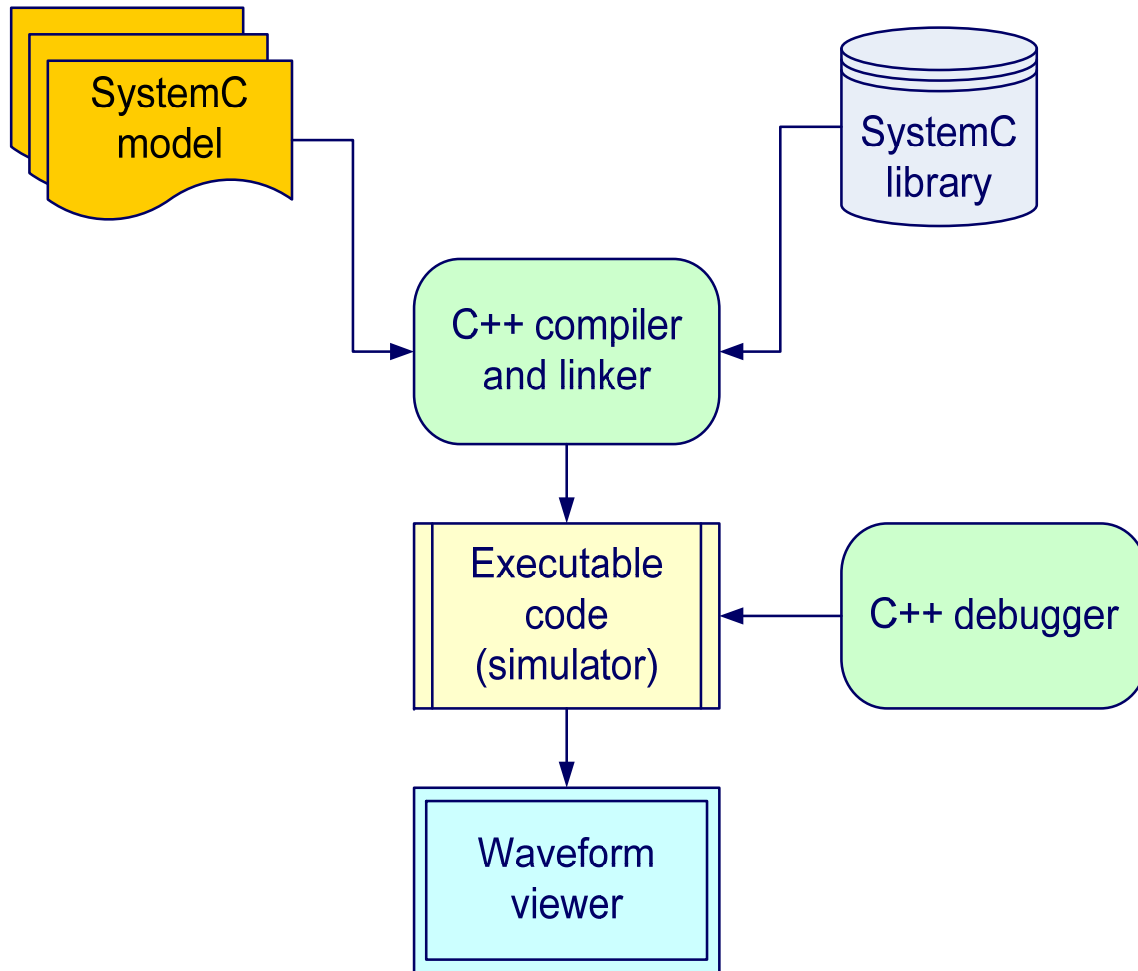 SystemC
model
SystemC
library
C++ compiler
and linker
Executable
code
(simulator)
C++ debugger
Waveform
viewer